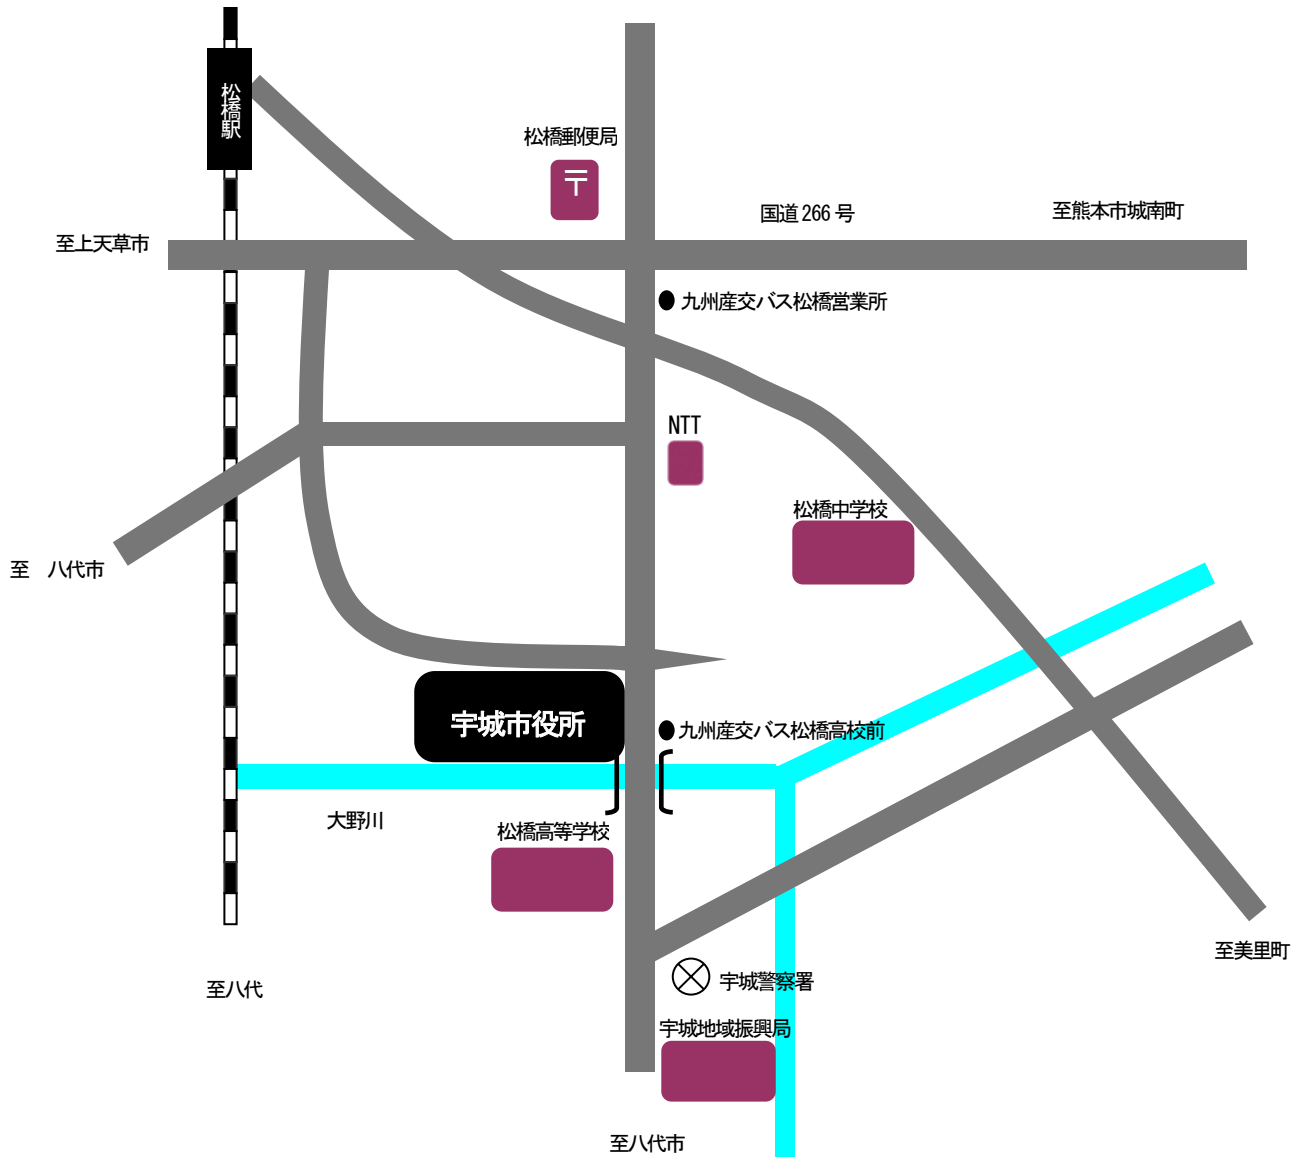 松橋駅
松橋郵便局
〒
国道266号
至熊本市城南町
至上天草市
九州産交バス松橋営業所
NTT
松橋中学校
至　八代市
宇城市役所
九州産交バス松橋高校前
大野川
松橋高等学校
至美里町
宇城警察署
至八代
宇城地域振興局
至八代市